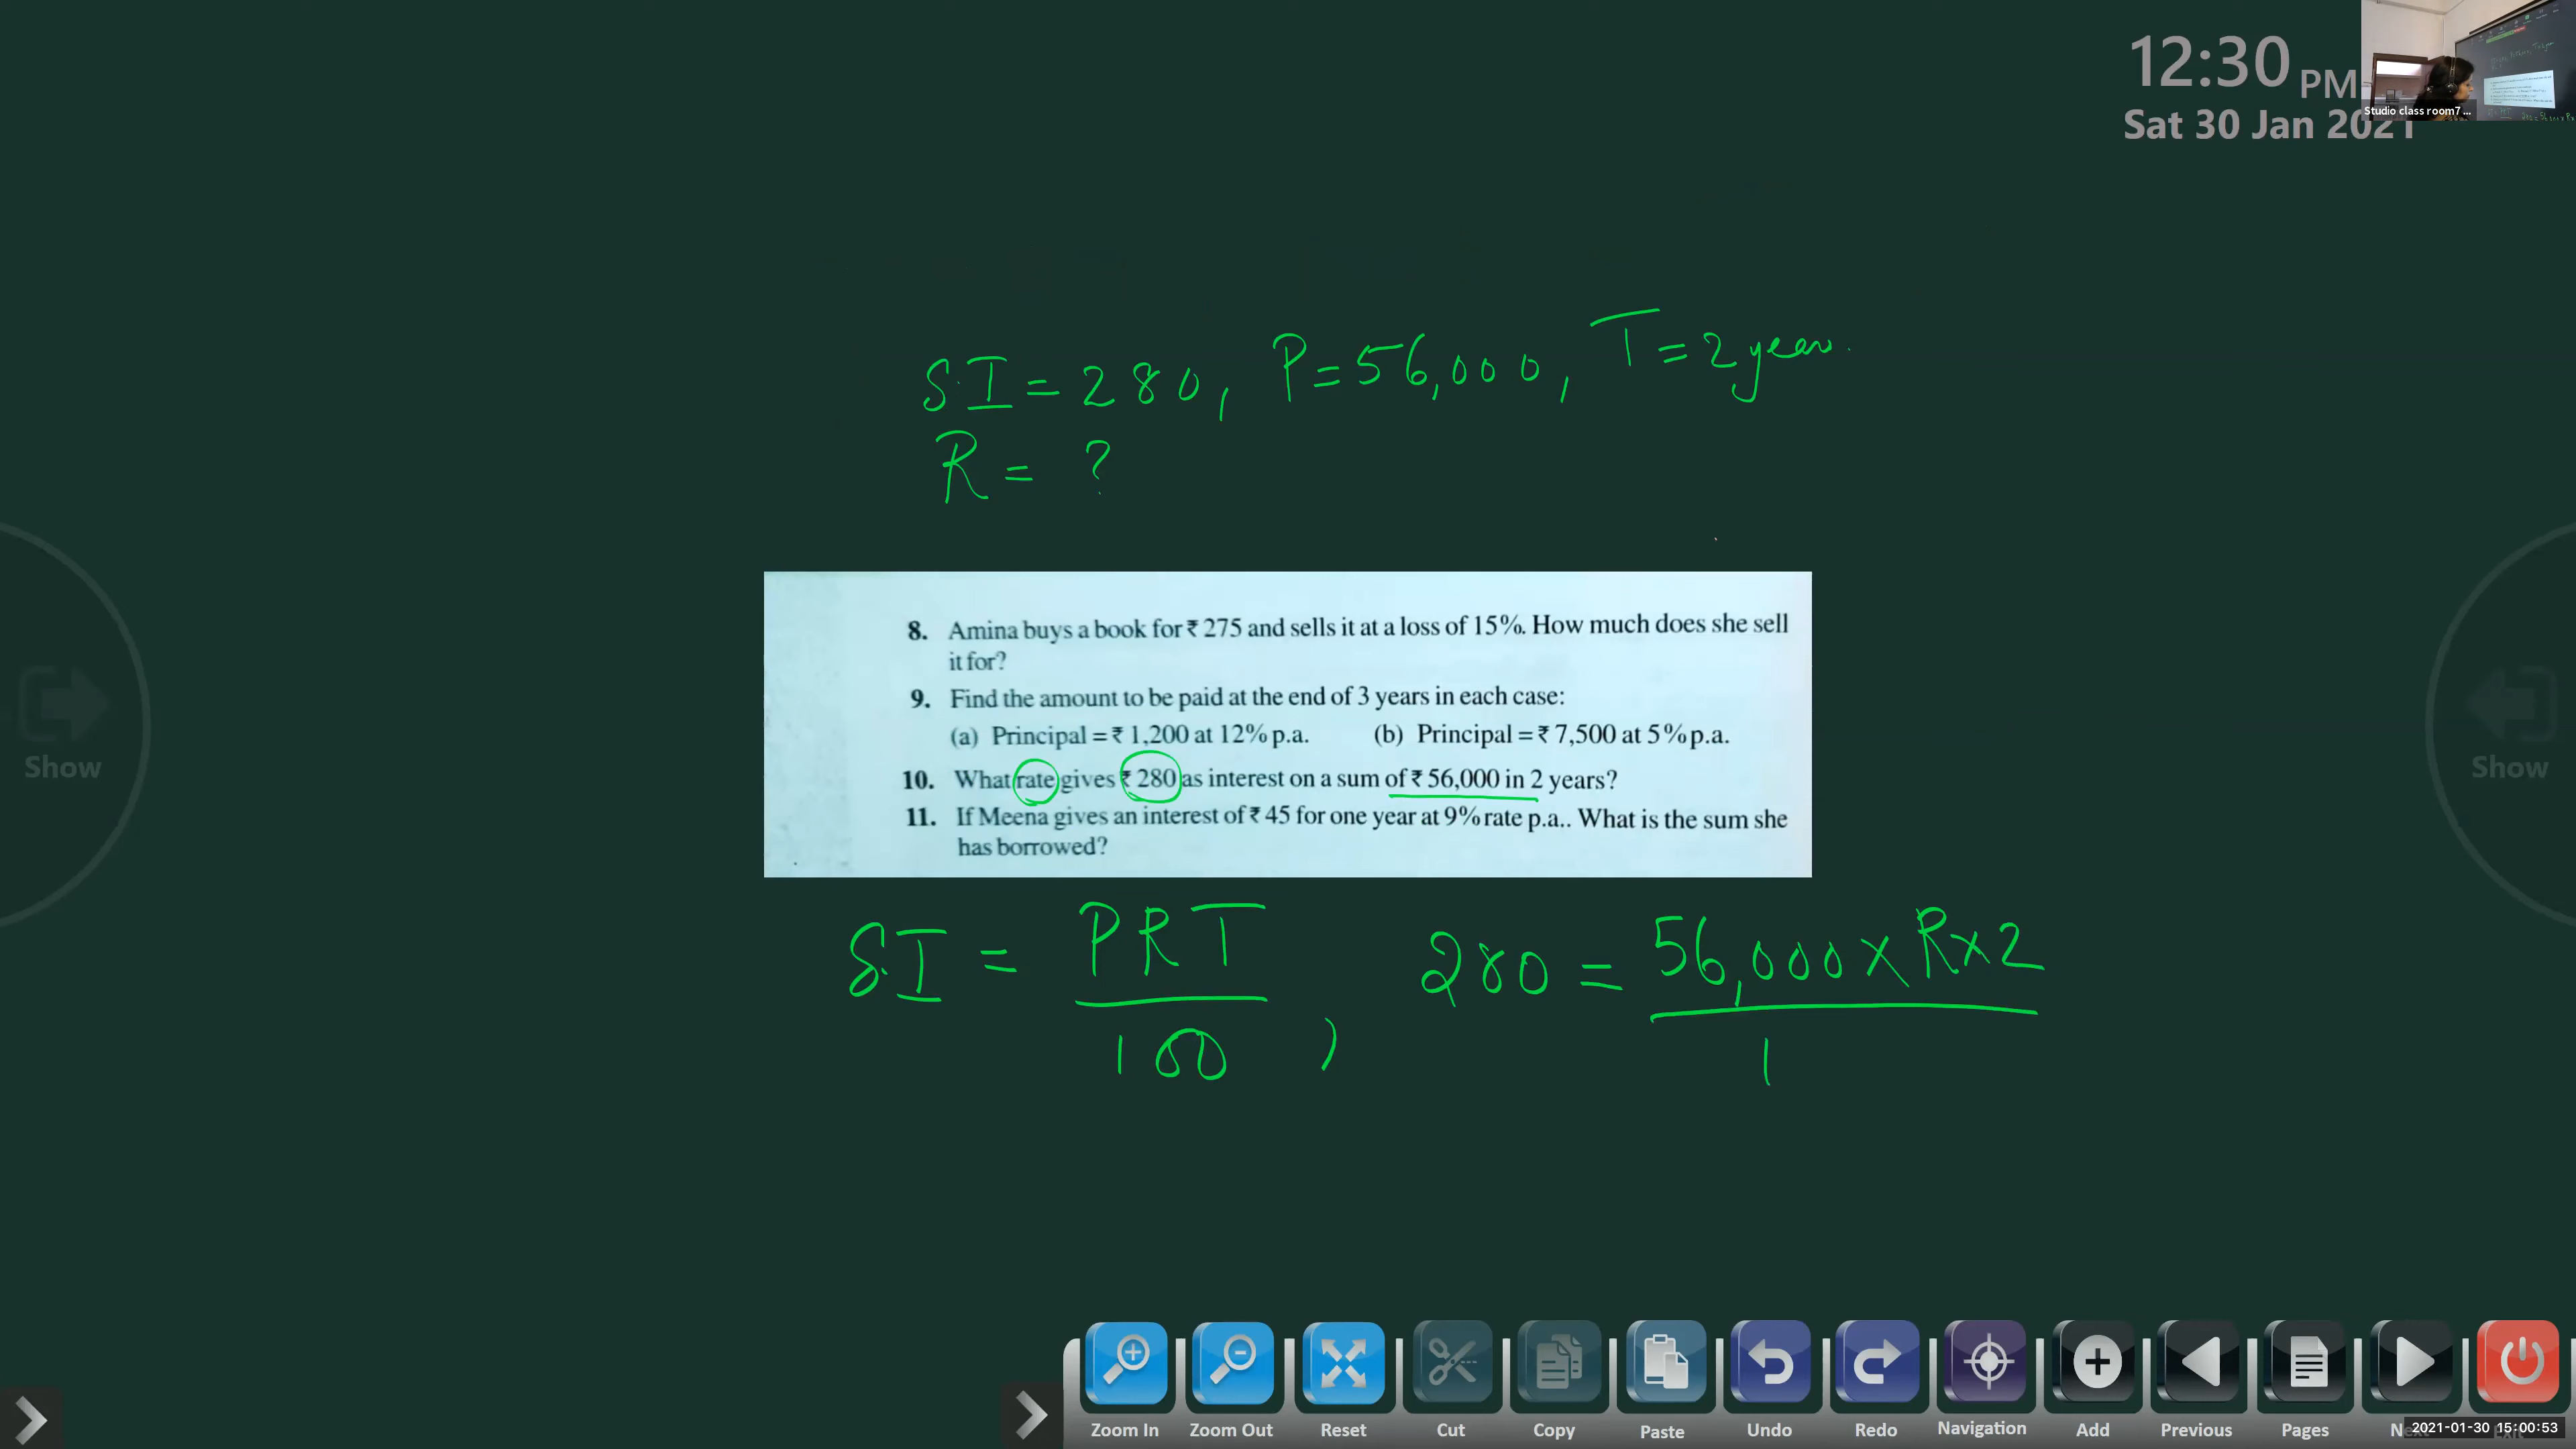 12:30 PM
Sat 30 Jan 2021
Studio class room7 ...
S.I = 280, P = 56,000, T = 2 years.
R = ?
8. Amina buys a book for ₹ 275 and sells it at a loss of 15%. How much does she sell
it for?
9. Find the amount to be paid at the end of 3 years in each case:
(a) Principal = ₹ 1,200 at 12% p.a. (b) Principal = ₹ 7,500 at 5% p.a.
10. What rate gives ₹ 280 as interest on a sum of ₹ 56,000 in 2 years?
11. If Meena gives an interest of ₹ 45 for one year at 9% rate p.a.. What is the sum she
has borrowed?
Show
Show
S.I = PRT , 280 = 56,000 x R x 2
100 1
Zoom In Zoom Out Reset Cut Copy Paste Undo Redo Navigation Add Previous Pages
2021-01-30 15:00:53